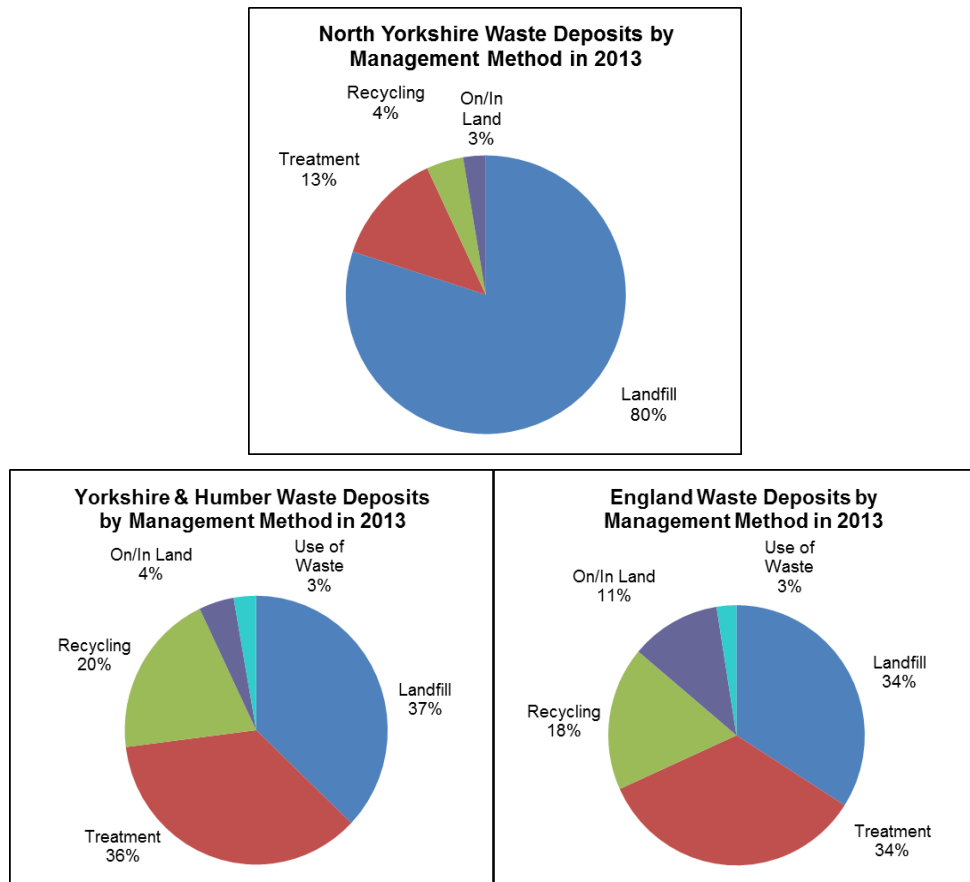 North Yorkshire Waste Deposits by
Management Method in 2013
Recycling
4%
On/In
Land
3%
Treatment
13%
Landfill
80%
Yorkshire & Humber Waste Deposits
by Management Method in 2013
Use of
Waste
3%
On/In Land
4%
Recycling
20%
Landfill
37%
Treatment
36%
England Waste Deposits by
Management Method in 2013
Use of
Waste
3%
On/In Land
11%
Landfill
34%
Recycling
18%
Treatment
34%